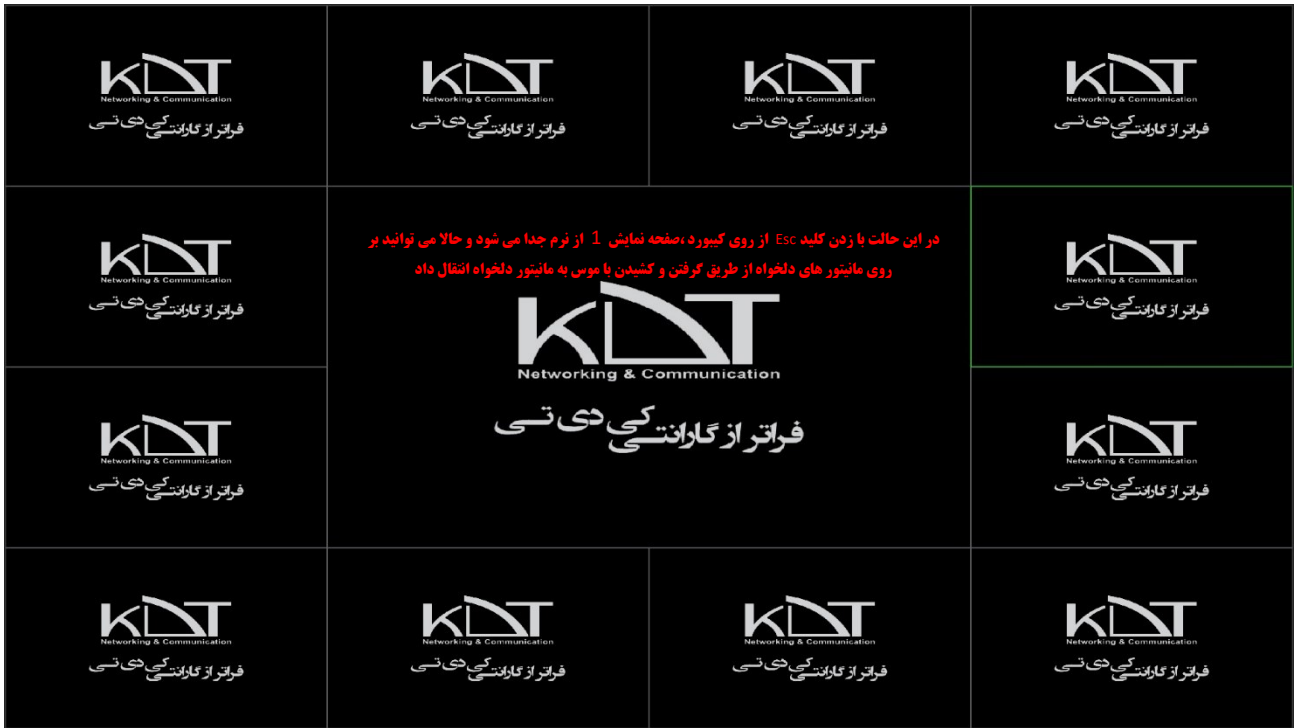 KDT
Networking & Communication
فراتر از گارانتی کی دی تی
KDT
Networking & Communication
فراتر از گارانتی کی دی تی
KDT
Networking & Communication
فراتر از گارانتی کی دی تی
KDT
Networking & Communication
فراتر از گارانتی کی دی تی
KDT
Networking & Communication
فراتر از گارانتی کی دی تی
در این حالت با زدن کلید Esc از روی کیبورد ،صفحه نمایش 1 از نرم جدا می شود و حالا می توانید بر
روی مانیتور های دلخواه از طریق گرفتن و کشیدن با موس به مانیتور دلخواه انتقال داد
KDT
Networking & Communication
فراتر از گارانتی کی دی تی
KDT
Networking & Communication
فراتر از گارانتی کی دی تی
KDT
Networking & Communication
فراتر از گارانتی کی دی تی
KDT
Networking & Communication
فراتر از گارانتی کی دی تی
KDT
Networking & Communication
فراتر از گارانتی کی دی تی
KDT
Networking & Communication
فراتر از گارانتی کی دی تی
KDT
Networking & Communication
فراتر از گارانتی کی دی تی
KDT
Networking & Communication
فراتر از گارانتی کی دی تی